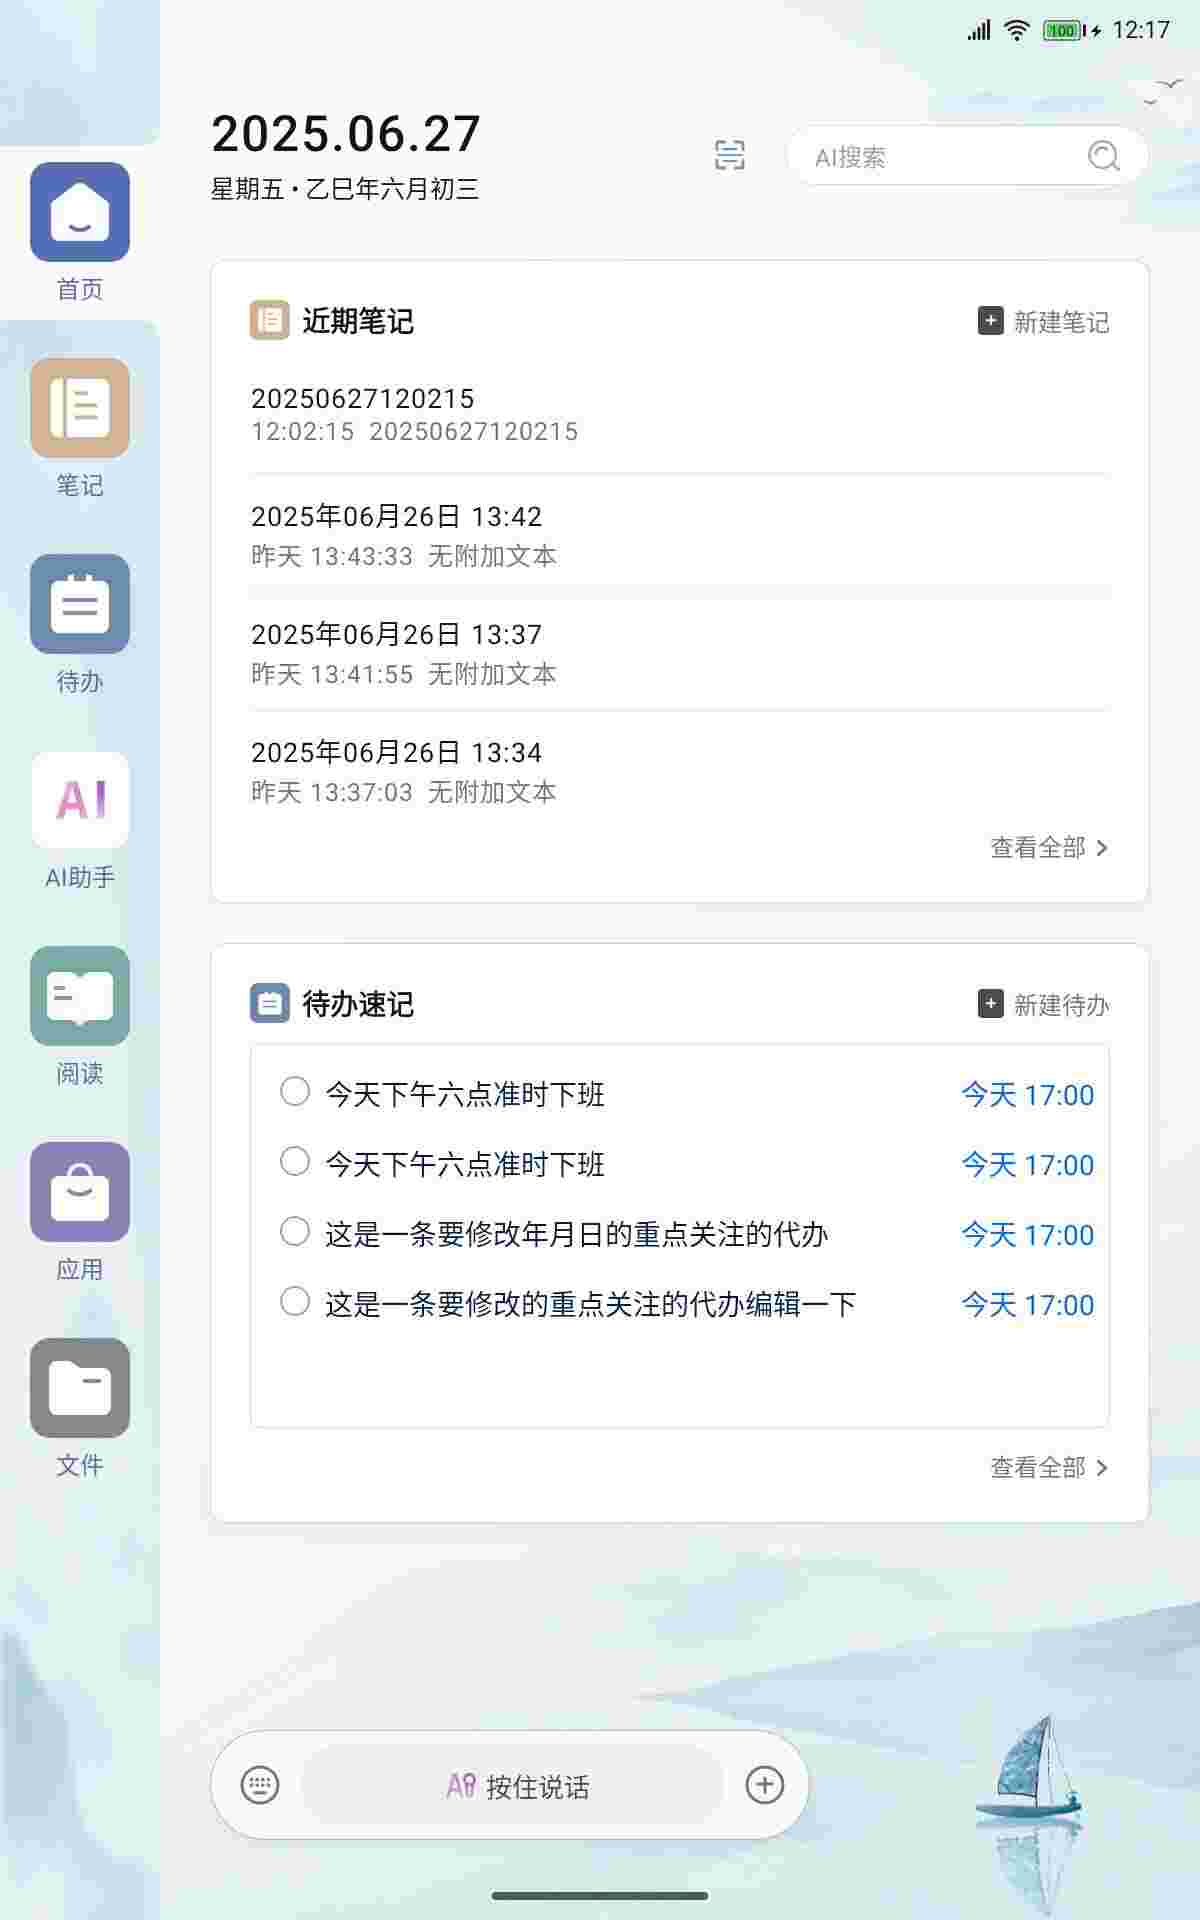 100 12:17
2025.06.27
星期五·乙巳年六月初三
AI搜索
首页
笔记
待办
AI
AI助手
阅读
应用
文件
近期笔记
新建笔记
20250627120215
12:02:15 20250627120215
2025年06月26日 13:42
昨天 13:43:33 无附加文本
2025年06月26日 13:37
昨天 13:41:55 无附加文本
2025年06月26日 13:34
昨天 13:37:03 无附加文本
查看全部
待办速记
新建待办
今天下午六点准时下班 今天 17:00
今天下午六点准时下班 今天 17:00
这是一条要修改年月日的重点关注的代办 今天 17:00
这是一条要修改的重点关注的代办编辑一下 今天 17:00
查看全部
AI 按住说话